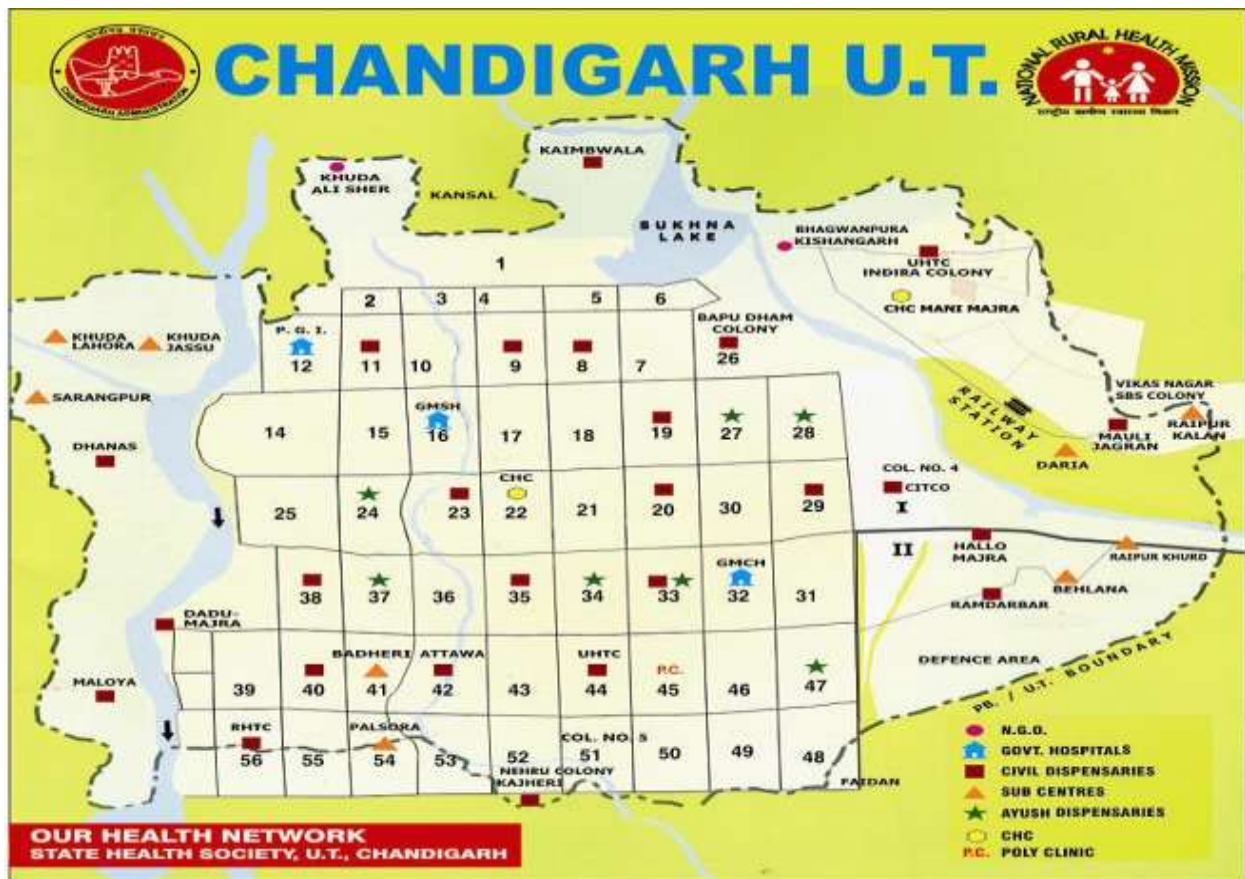 CHANDIGARH U.T.
CHANDIGARH ADMINISTRATION
NATIONAL RURAL HEALTH MISSION
राष्ट्रीय ग्रामीण स्वास्थ्य मिशन
KAIMBWALA
KHUDA
ALI SHER
KANSAL
SUKHNA
LAKE
BHAGWANPURA
KISHANGARH
UHTC
INDIRA COLONY
CHC MANI MAJRA
1
2
3
4
5
6
BAPU DHAM
COLONY
26
KHUDA
LAHORA
KHUDA
JASSU
P. G. I.
12
11
10
9
8
7
RAILWAY
STATION
VIKAS NAGAR
SBS COLONY
RAIPUR
KALAN
MAULI
JAGRAN
DARIA
SARANGPUR
DHANAS
14
15
GMSH
16
17
18
19
27
28
COL. NO. 4
CITCO
I
25
24
23
CHC
22
21
20
30
29
II
HALLO
MAJRA
RAIPUR KHURD
BEHLANA
RAMDARBAR
38
37
36
35
34
33
GMCH
32
31
DADU-
MAJRA
MALOYA
39
40
BADHERI
41
ATTAWA
42
43
UHTC
44
P.C.
45
46
47
DEFENCE AREA
PB. / U.T. BOUNDARY
RHTC
56
55
PALSORA
54
53
52
COL. NO. 5
51
50
49
48
NEHRU COLONY
KAJHERI
FAIDAN
N.G.O.
GOVT. HOSPITALS
CIVIL DISPENSARIES
SUB CENTRES
AYUSH DISPENSARIES
CHC
P.C. POLY CLINIC
OUR HEALTH NETWORK
STATE HEALTH SOCIETY, U.T., CHANDIGARH